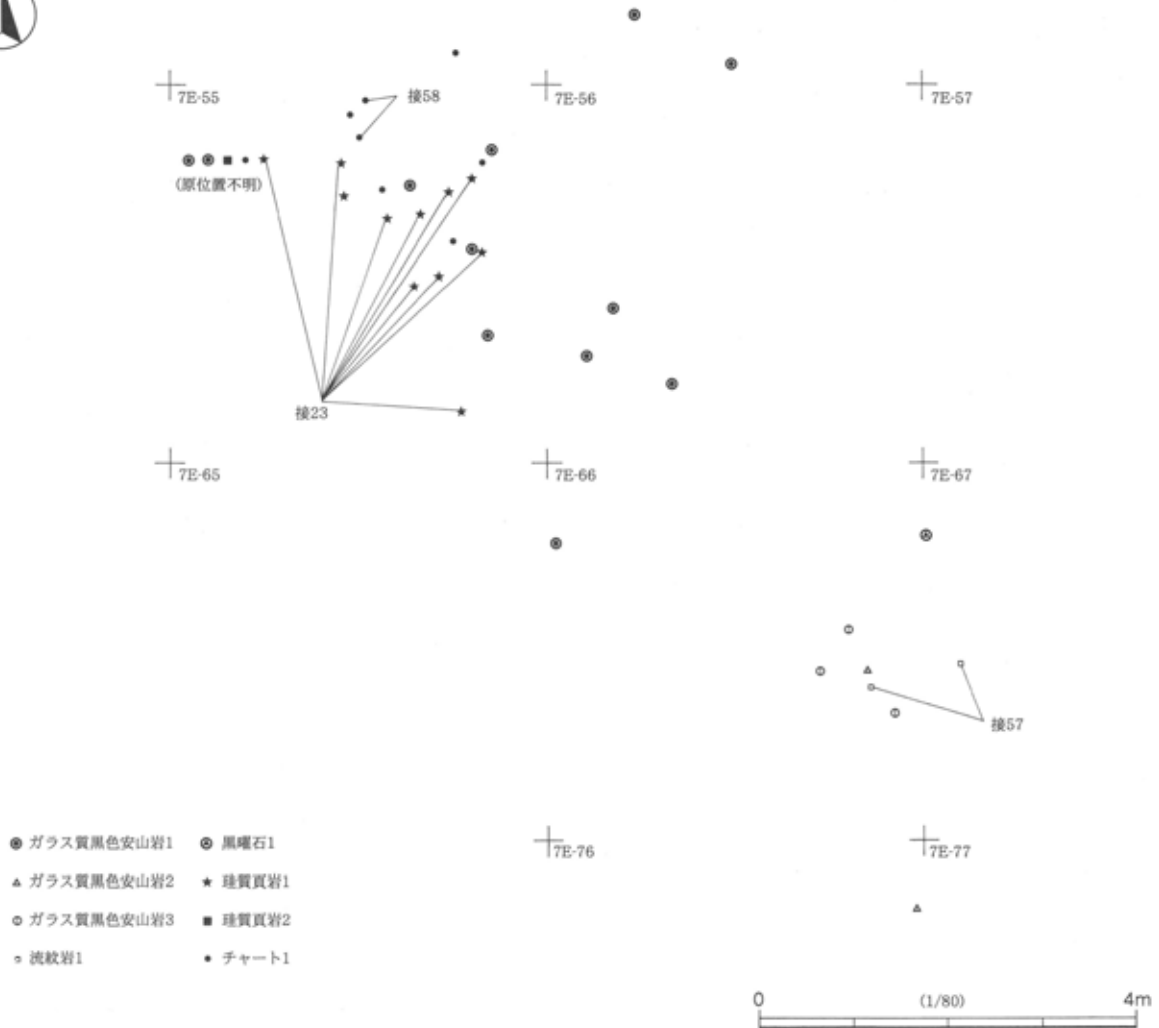 7E-55
7E-56
7E-57
接58
(原位置不明)
接23
7E-65
7E-66
7E-67
接57
7E-76
7E-77
ガラス質黒色安山岩1
黒曜石1
ガラス質黒色安山岩2
珪質頁岩1
ガラス質黒色安山岩3
珪質頁岩2
流紋岩1
チャート1
0 (1/80) 4m